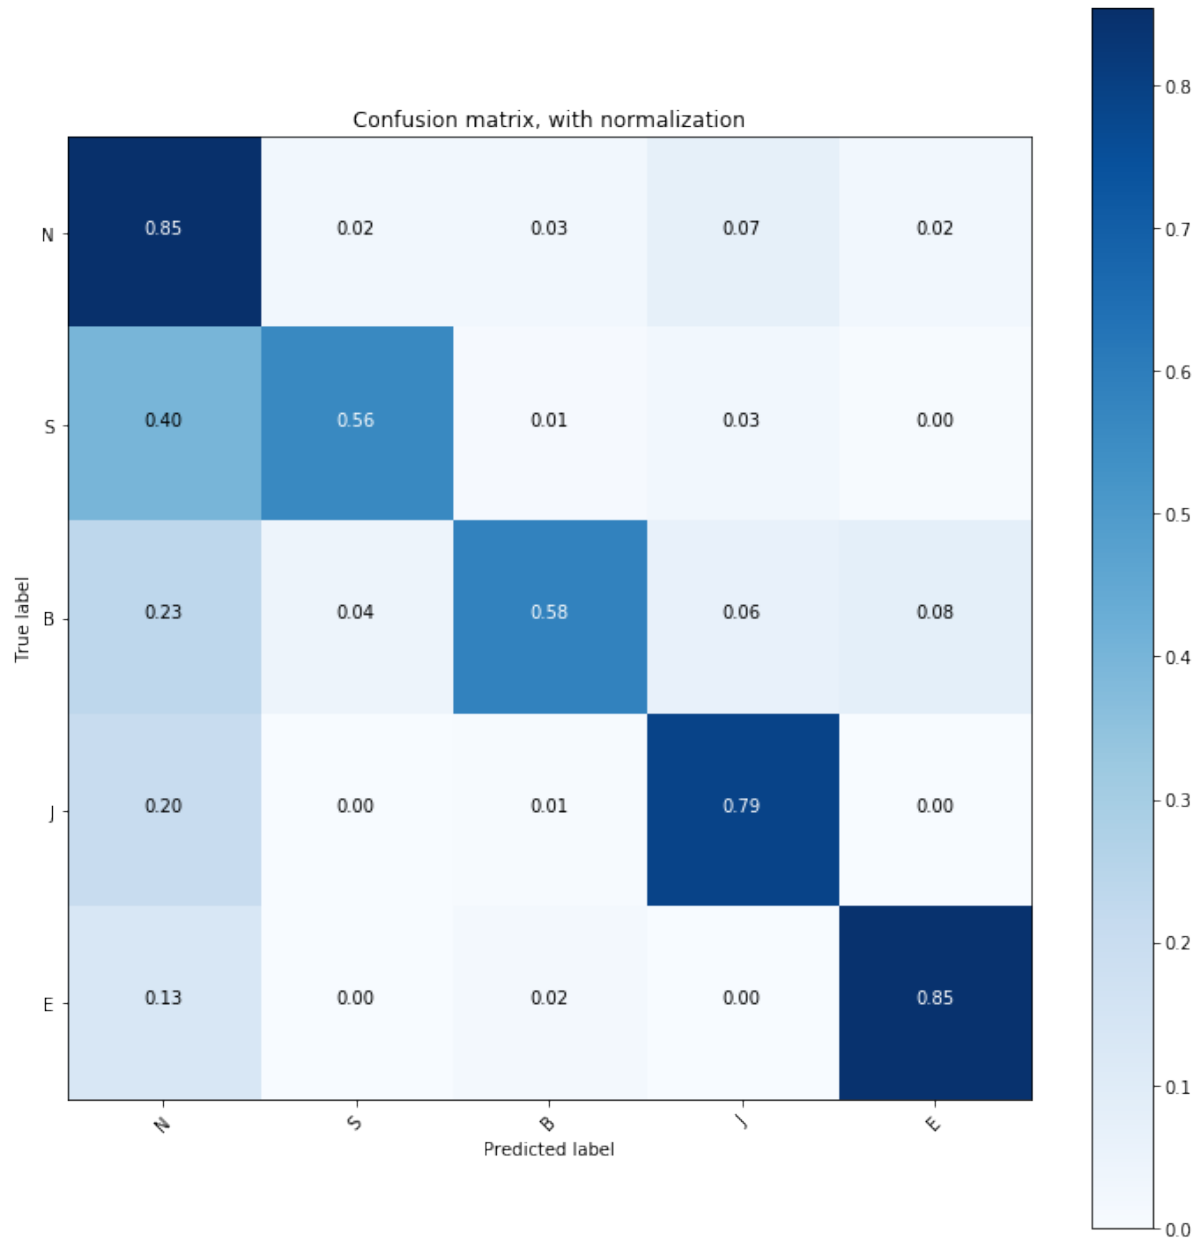 Confusion matrix, with normalization
True label
N 0.85 0.02 0.03 0.07 0.02
S 0.40 0.56 0.01 0.03 0.00
B 0.23 0.04 0.58 0.06 0.08
J 0.20 0.00 0.01 0.79 0.00
E 0.13 0.00 0.02 0.00 0.85
N S B J E
Predicted label
0.8
0.7
0.6
0.5
0.4
0.3
0.2
0.1
0.0